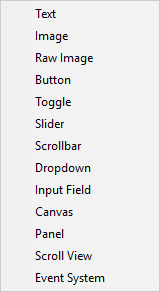 Text
Image
Raw Image
Button
Toggle
Slider
Scrollbar
Dropdown
Input Field
Canvas
Panel
Scroll View
Event System